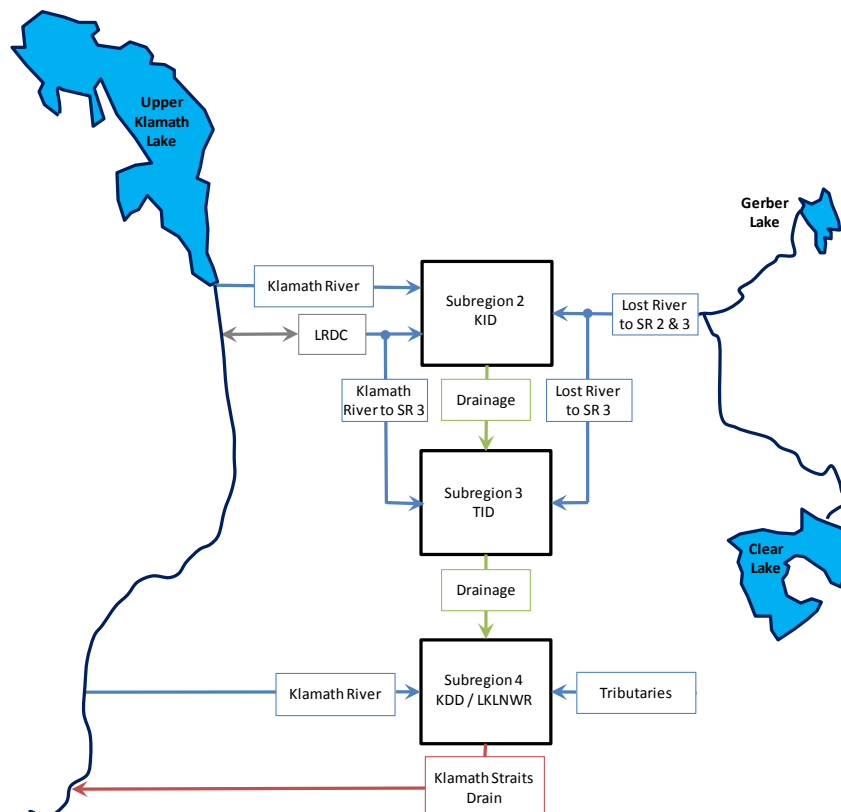 Upper
Klamath
Lake
Gerber
Lake
Klamath River
Subregion 2
KID
Lost River
to SR 2 & 3
LRDC
Klamath
River to SR 3
Drainage
Lost River
to SR 3
Subregion 3
TID
Clear
Lake
Drainage
Klamath River
Subregion 4
KDD / LKLNWR
Tributaries
Klamath Straits
Drain